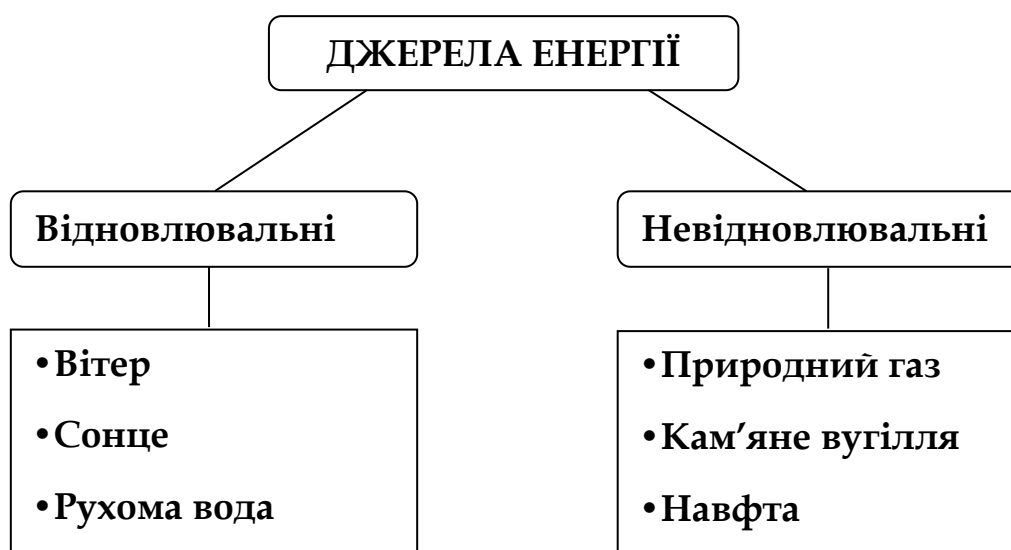 ДЖЕРЕЛА ЕНЕРГІЇ
Відновлювальні
Невідновлювальні
•Вітер
•Сонце
•Рухома вода
•Природний газ
•Кам’яне вугілля
•Навфта